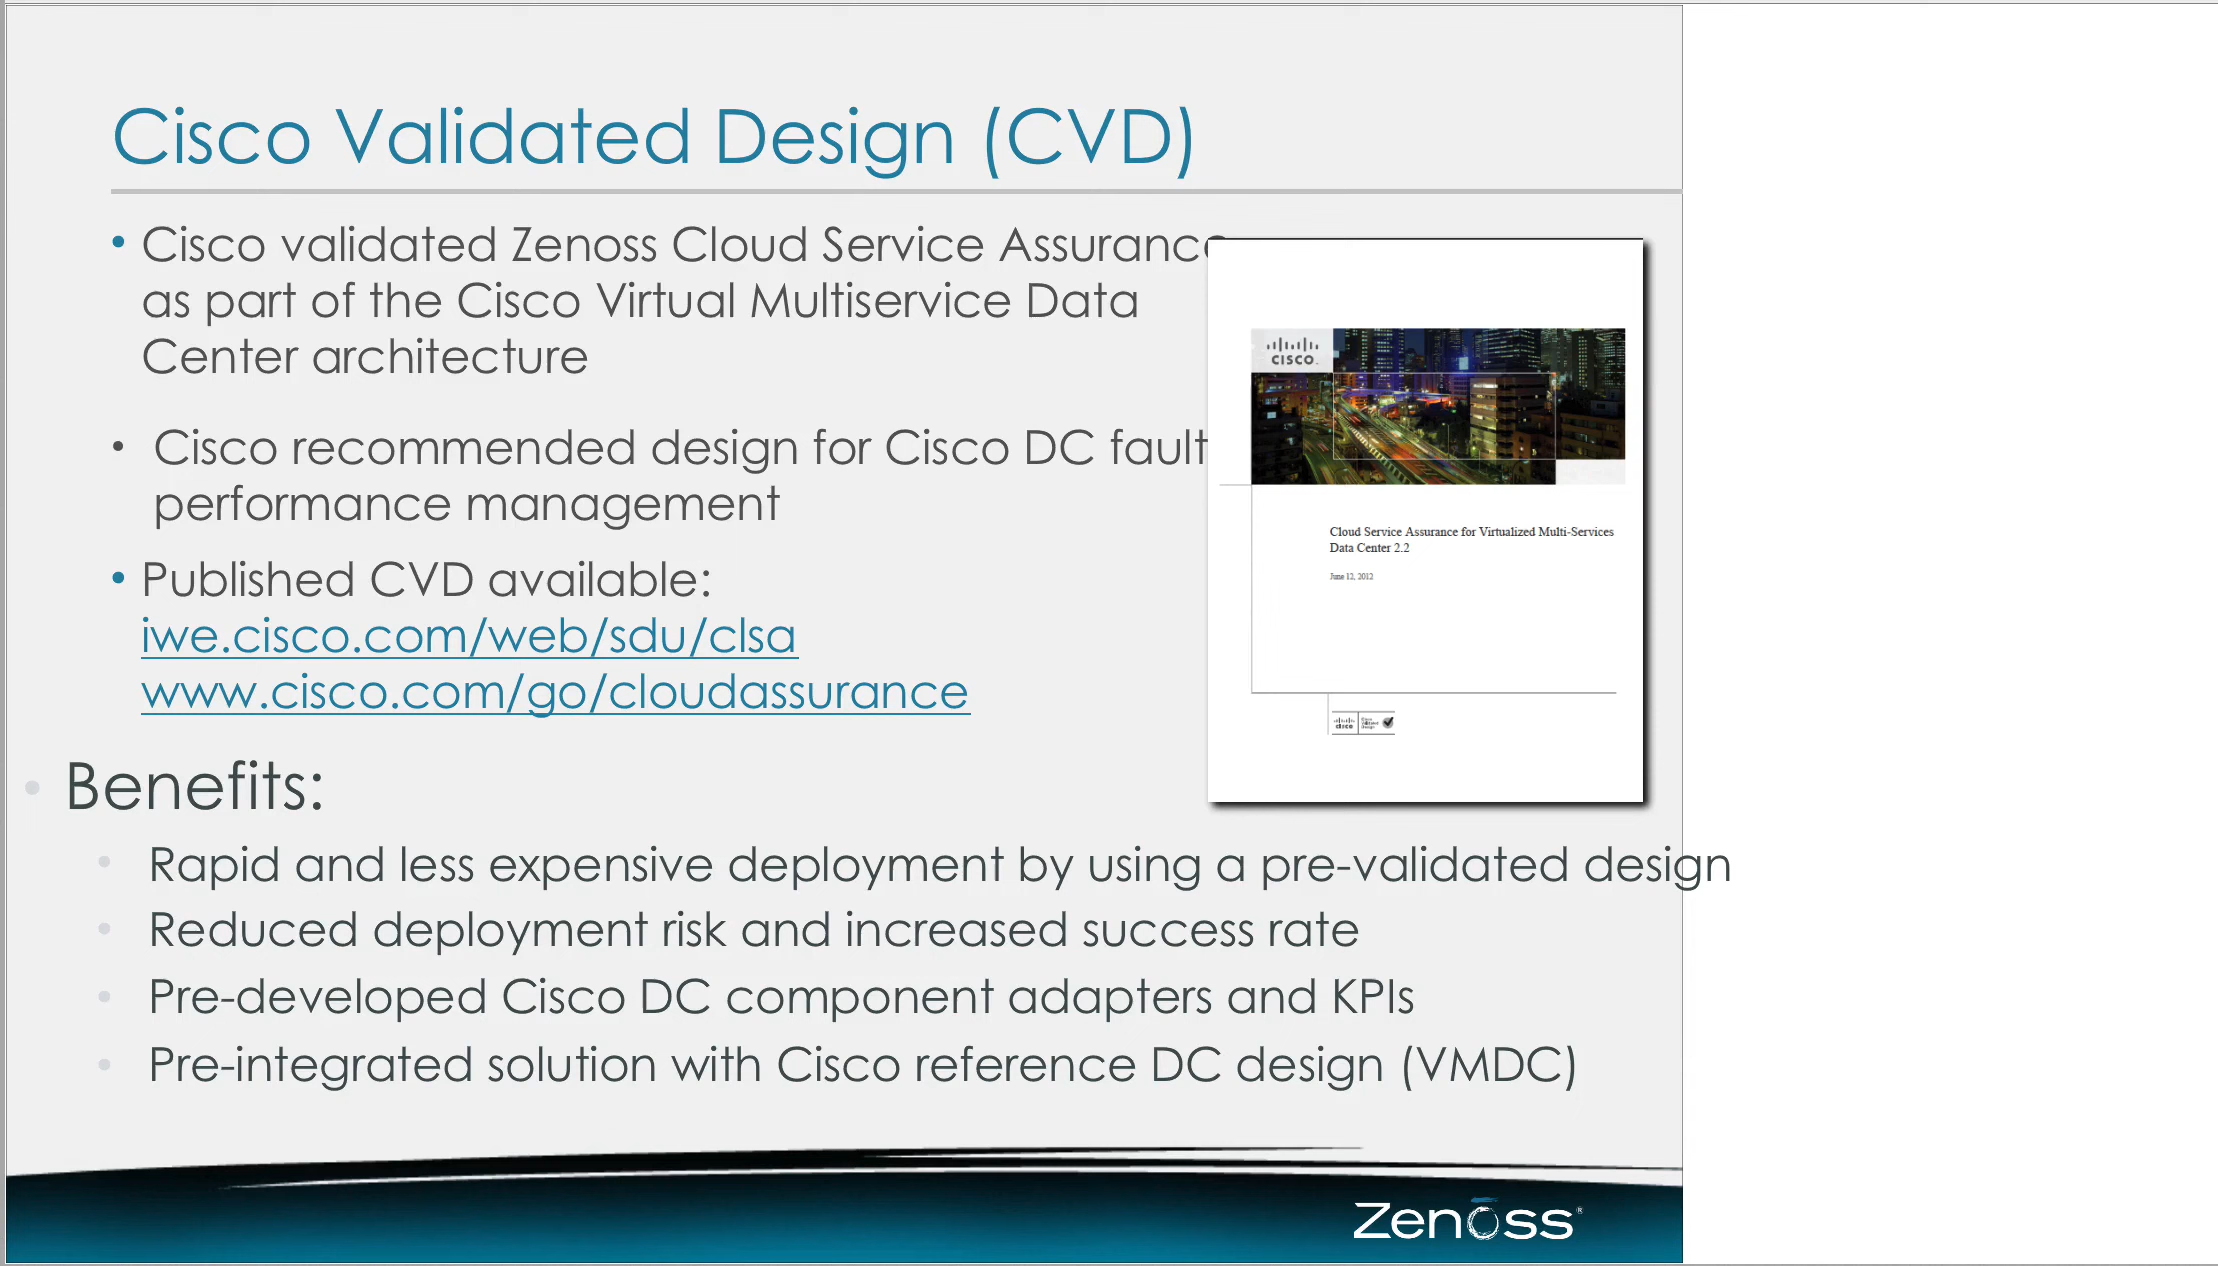 Cisco Validated Design (CVD)
• Cisco validated Zenoss Cloud Service Assurance
as part of the Cisco Virtual Multiservice Data
Center architecture
• Cisco recommended design for Cisco DC fault
performance management
• Published CVD available:
iwe.cisco.com/web/sdu/clsa
www.cisco.com/go/cloudassurance
• Benefits:
• Rapid and less expensive deployment by using a pre-validated design
• Reduced deployment risk and increased success rate
• Pre-developed Cisco DC component adapters and KPIs
• Pre-integrated solution with Cisco reference DC design (VMDC)
CISCO.
Cloud Service Assurance for Virtualized Multi-Services
Data Center 2.2
June 12, 2012
cisco
Cisco
Validated
Design
Zenoss®